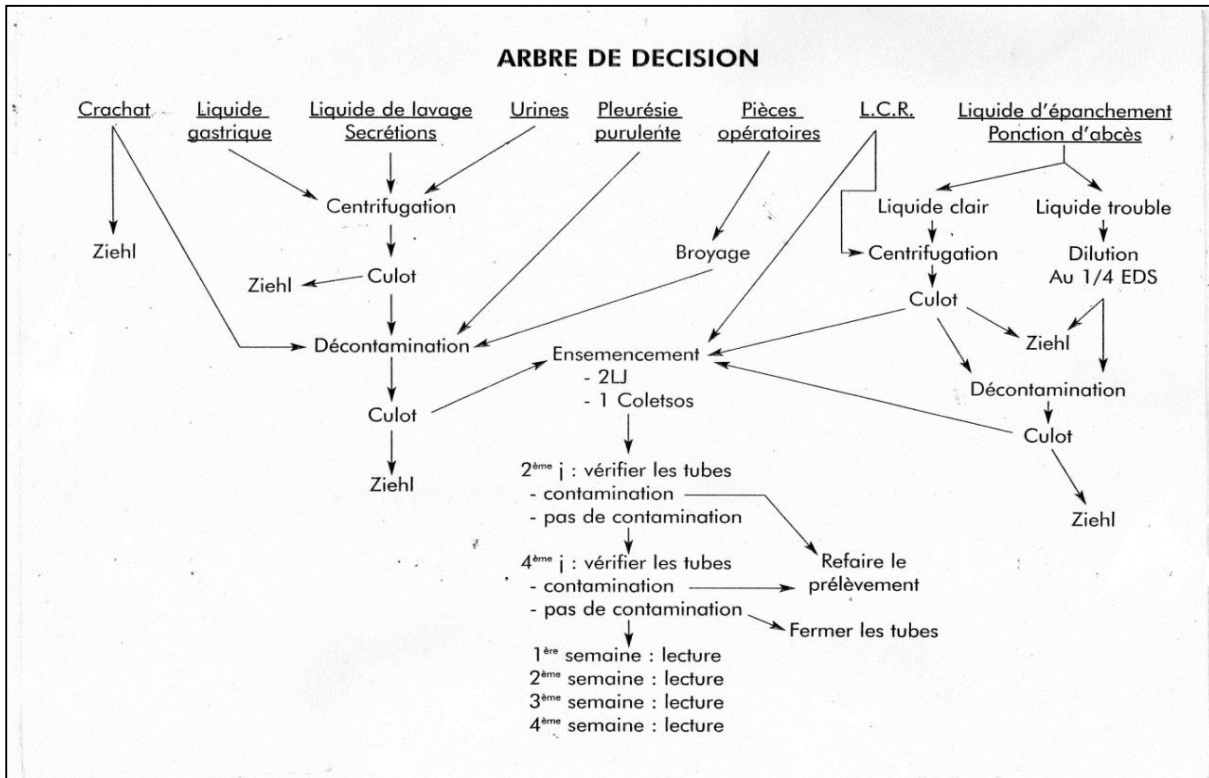 ARBRE DE DECISION
Crachat
Liquide
gastrique
Liquide de lavage
Secrétions
Urines
Pleurésie
purulente
Pièces
opératoires
L.C.R.
Liquide d'épanchement
Ponction d'abcès
Centrifugation
Liquide clair
Liquide trouble
Ziehl
Broyage
Centrifugation
Dilution
Au 1/4 EDS
Ziehl
Culot
Culot
Décontamination
Ensemencement
- 2LJ
- 1 Coletsos
Ziehl
Décontamination
Culot
Culot
Ziehl
Ziehl
2ème j : vérifier les tubes
- contamination
- pas de contamination
4ème j : vérifier les tubes
- contamination
- pas de contamination
Refaire le
prélèvement
Fermer les tubes
1ère semaine : lecture
2ème semaine : lecture
3ème semaine : lecture
4ème semaine : lecture